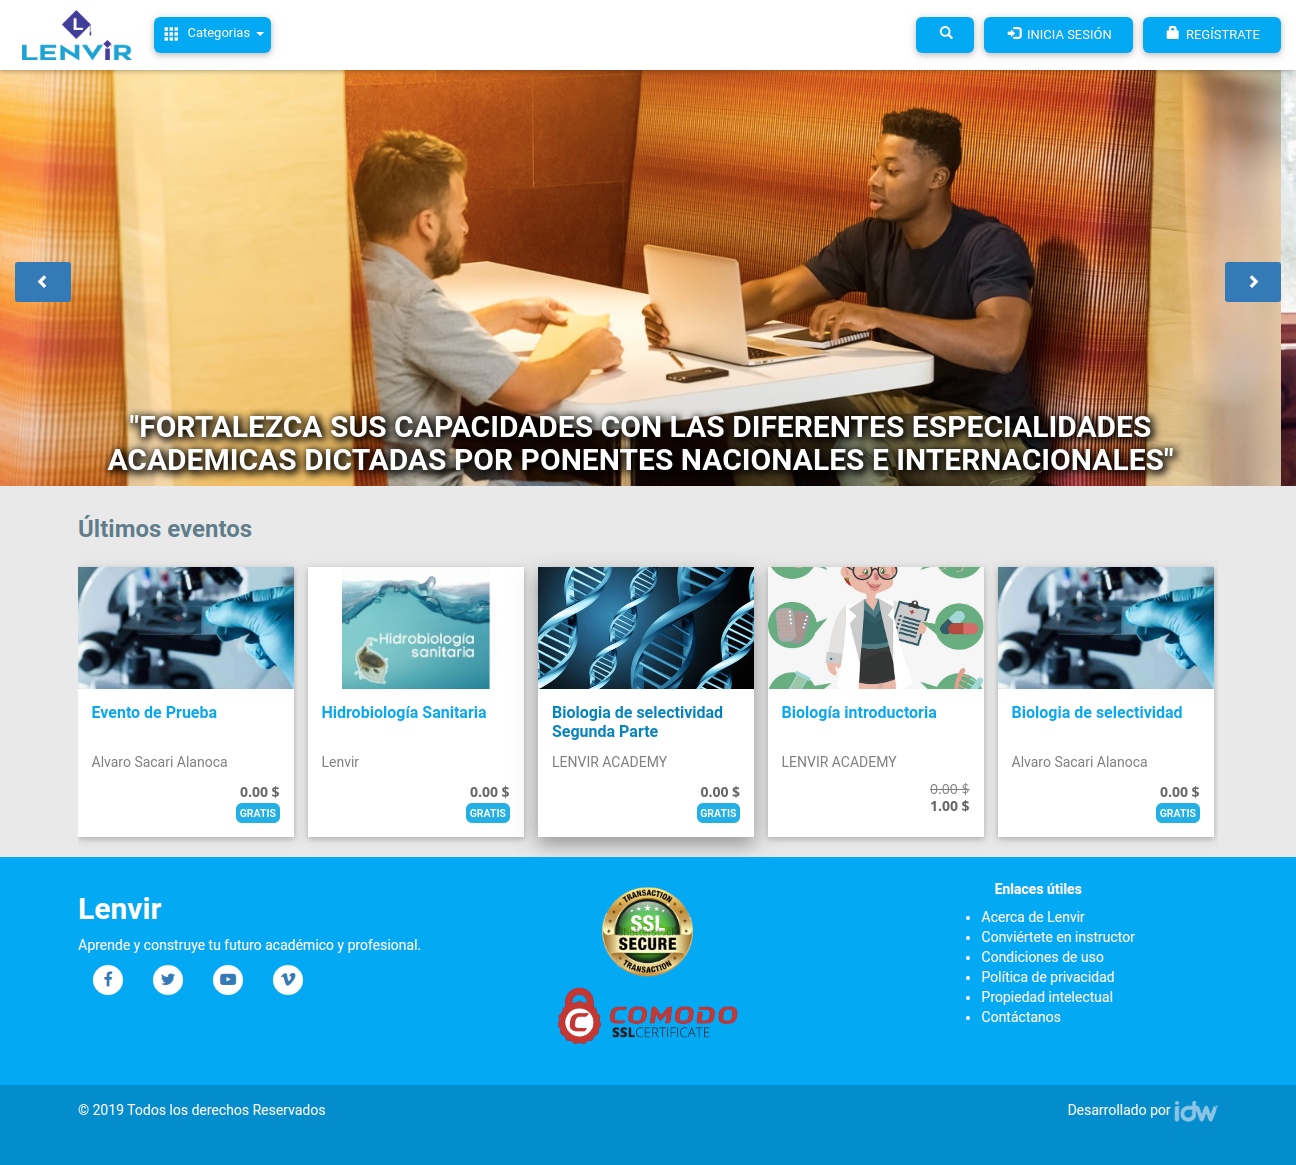 L
LENVIR
Categorias
INICIA SESIÓN
REGÍSTRATE
"FORTALEZCA SUS CAPACIDADES CON LAS DIFERENTES ESPECIALIDADES
ACADEMICAS DICTADAS POR PONENTES NACIONALES E INTERNACIONALES"
Últimos eventos
Hidrobiología
sanitaria
Evento de Prueba
Alvaro Sacari Alanoca
0.00 $
GRATIS
Hidrobiología Sanitaria
Lenvir
0.00 $
GRATIS
Biologia de selectividad
Segunda Parte
LENVIR ACADEMY
0.00 $
GRATIS
Biología introductoria
LENVIR ACADEMY
0.00 $
1.00 $
Biologia de selectividad
Alvaro Sacari Alanoca
0.00 $
GRATIS
Lenvir
Aprende y construye tu futuro académico y profesional.
TRANSACTION
SSL
SECURE
TRANSACTION
COMODO
SSLCERTIFICATE
Enlaces útiles
Acerca de Lenvir
Conviértete en instructor
Condiciones de uso
Política de privacidad
Propiedad intelectual
Contáctanos
© 2019 Todos los derechos Reservados
Desarrollado por idw